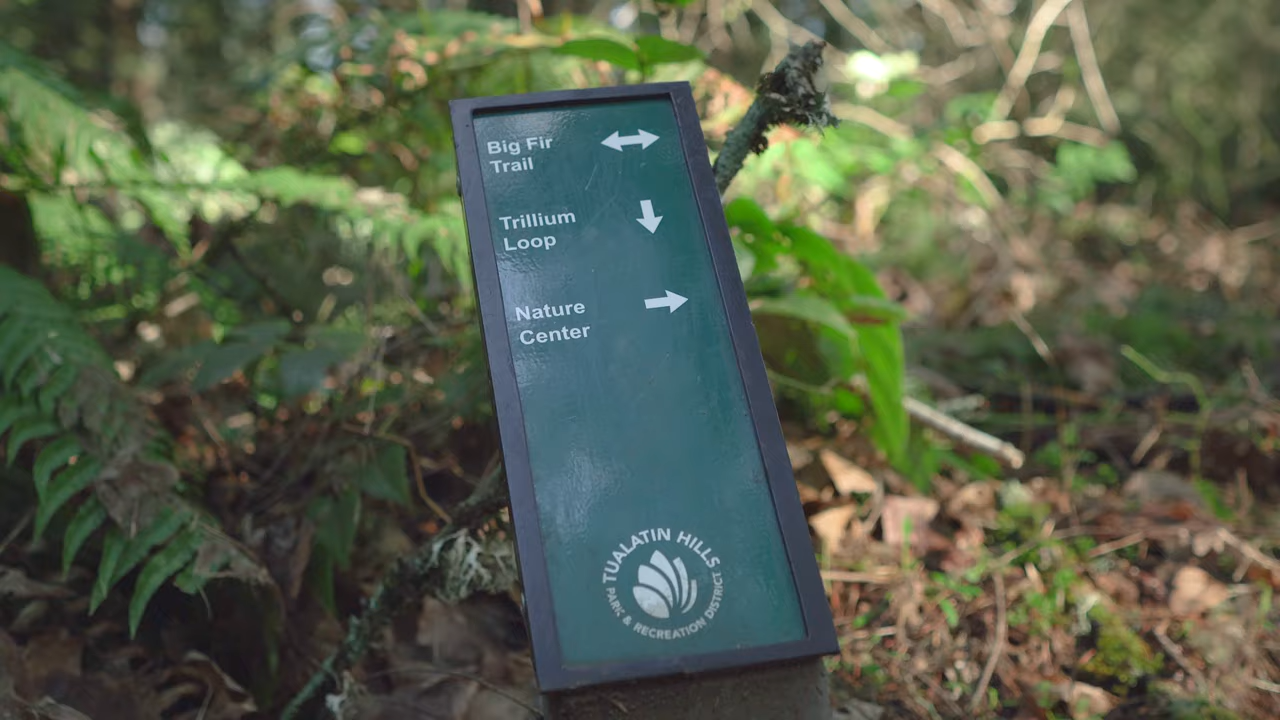 Big Fir
Trail
Trillium
Loop
Nature
Center
TUALATIN HILLS
PARK & RECREATION DISTRICT